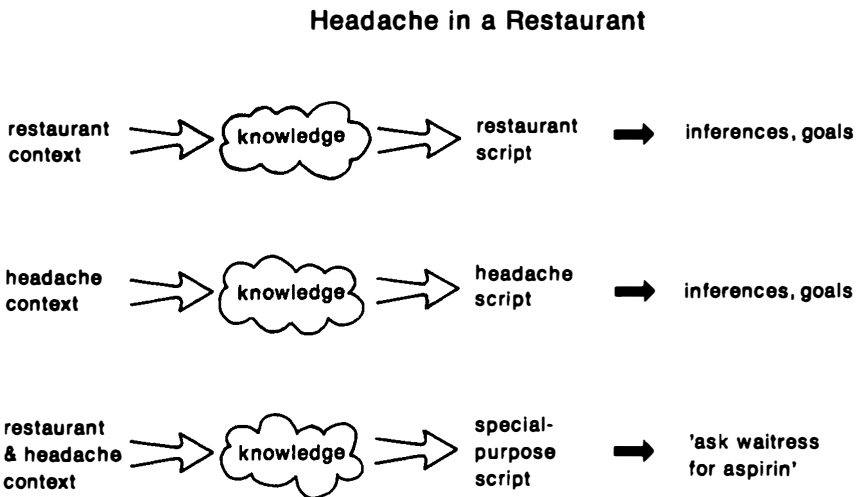 Headache in a Restaurant
restaurant
context
knowledge
restaurant
script
inferences, goals
headache
context
knowledge
headache
script
inferences, goals
restaurant
& headache
context
knowledge
special-
purpose
script
'ask waitress
for aspirin'